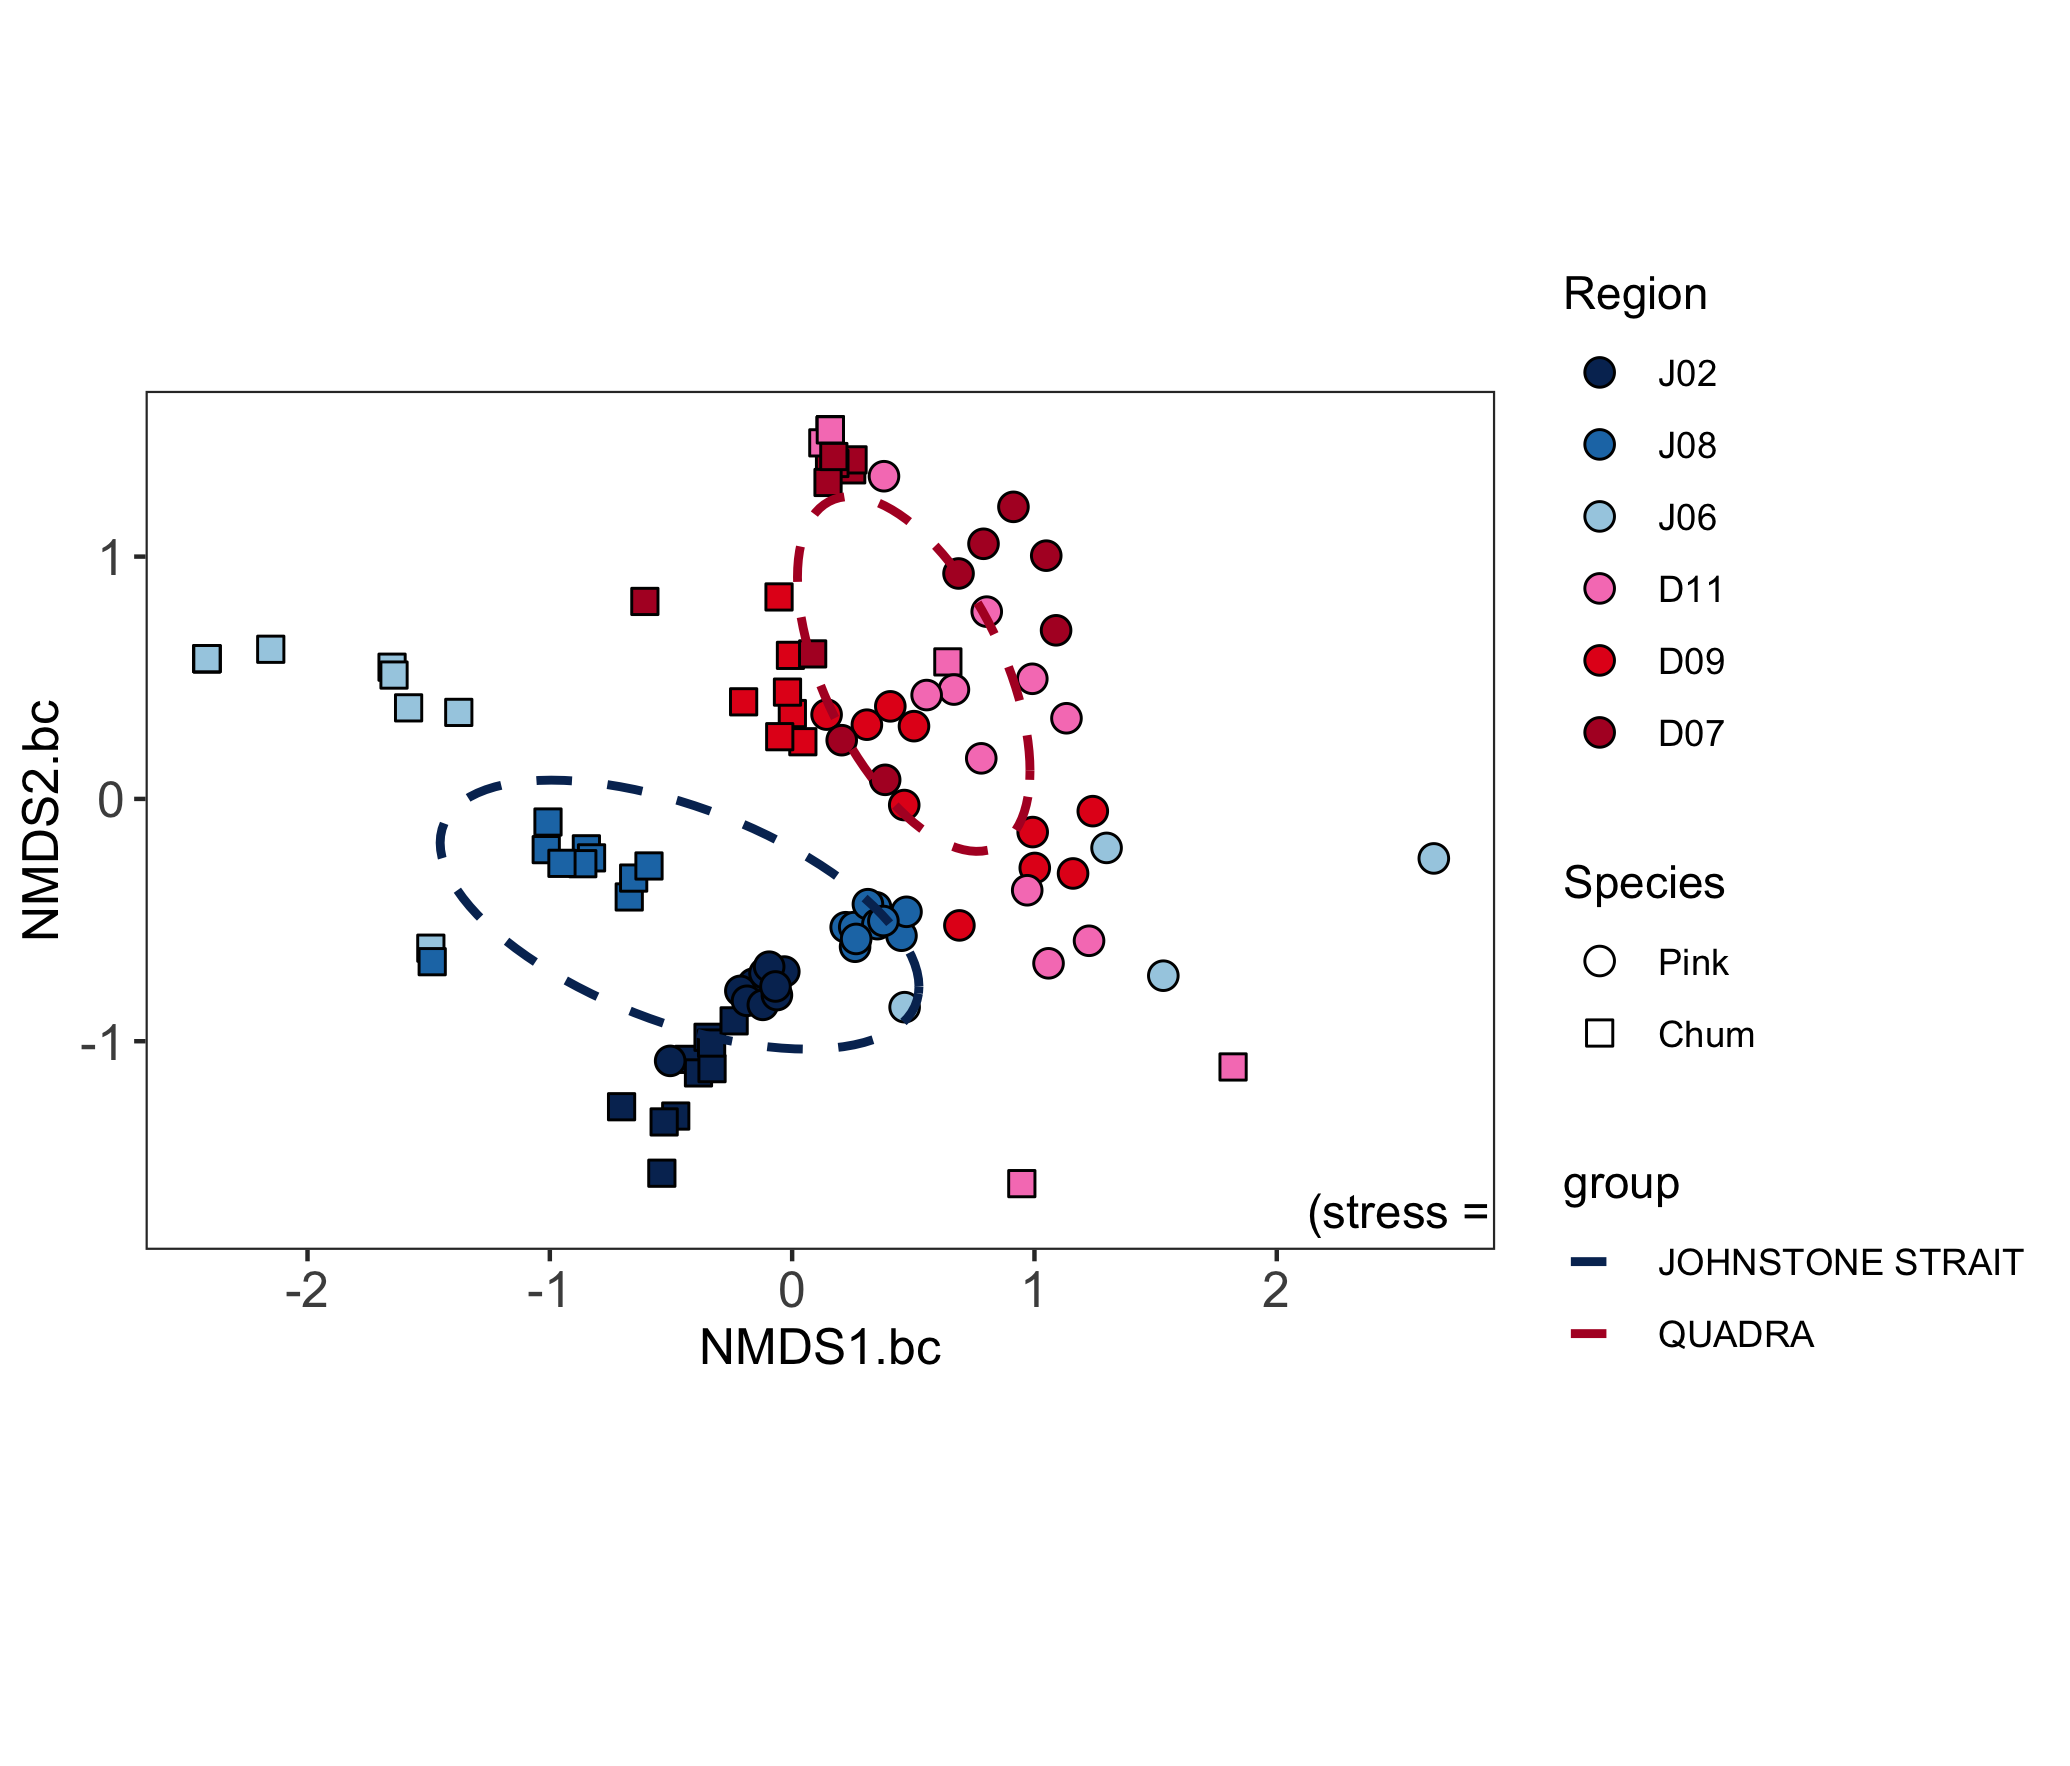 Region
J02
J08
J06
D11
D09
D07
Species
Pink
Chum
group
JOHNSTONE STRAIT
QUADRA
NMDS2.bc
1
0
-1
(stress =
-2
-1
0
1
2
NMDS1.bc